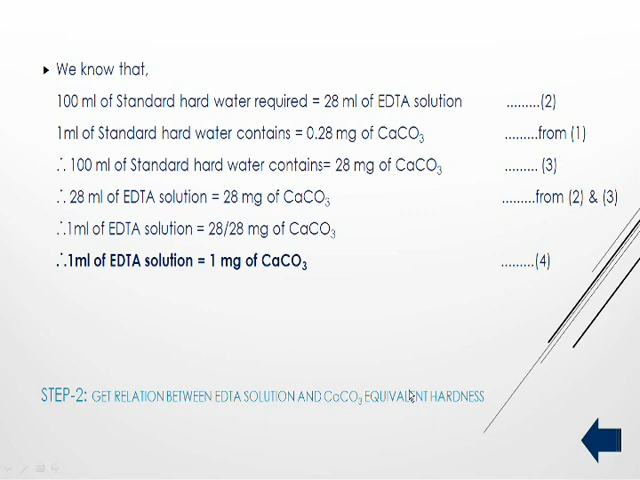 We know that,
100 ml of Standard hard water required = 28 ml of EDTA solution .........(2)
1ml of Standard hard water contains = 0.28 mg of CaCO₃ .........from (1)
∴ 100 ml of Standard hard water contains= 28 mg of CaCO₃ ......... (3)
∴ 28 ml of EDTA solution = 28 mg of CaCO₃ .........from (2) & (3)
∴1ml of EDTA solution = 28/28 mg of CaCO₃
∴1ml of EDTA solution = 1 mg of CaCO₃ .........(4)
STEP-2: GET RELATION BETWEEN EDTA SOLUTION AND CaCO₃ EQUIVALENT HARDNESS